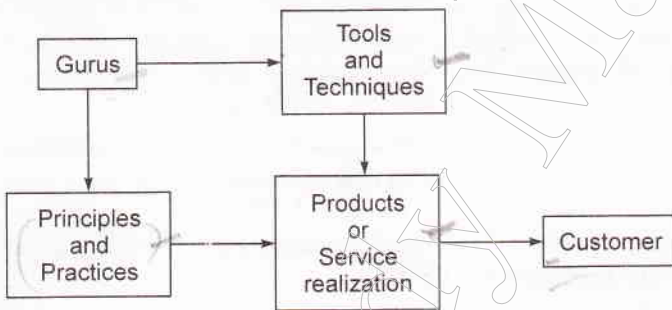 Gurus
Tools
and
Techniques
Principles
and
Practices
Products
or
Service
realization
Customer